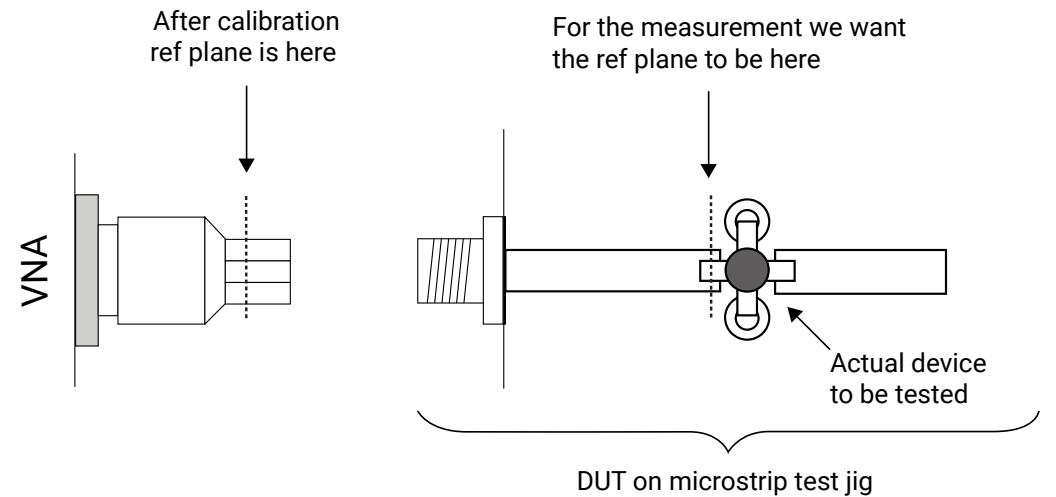 After calibration
ref plane is here
For the measurement we want
the ref plane to be here
VNA
Actual device
to be tested
DUT on microstrip test jig